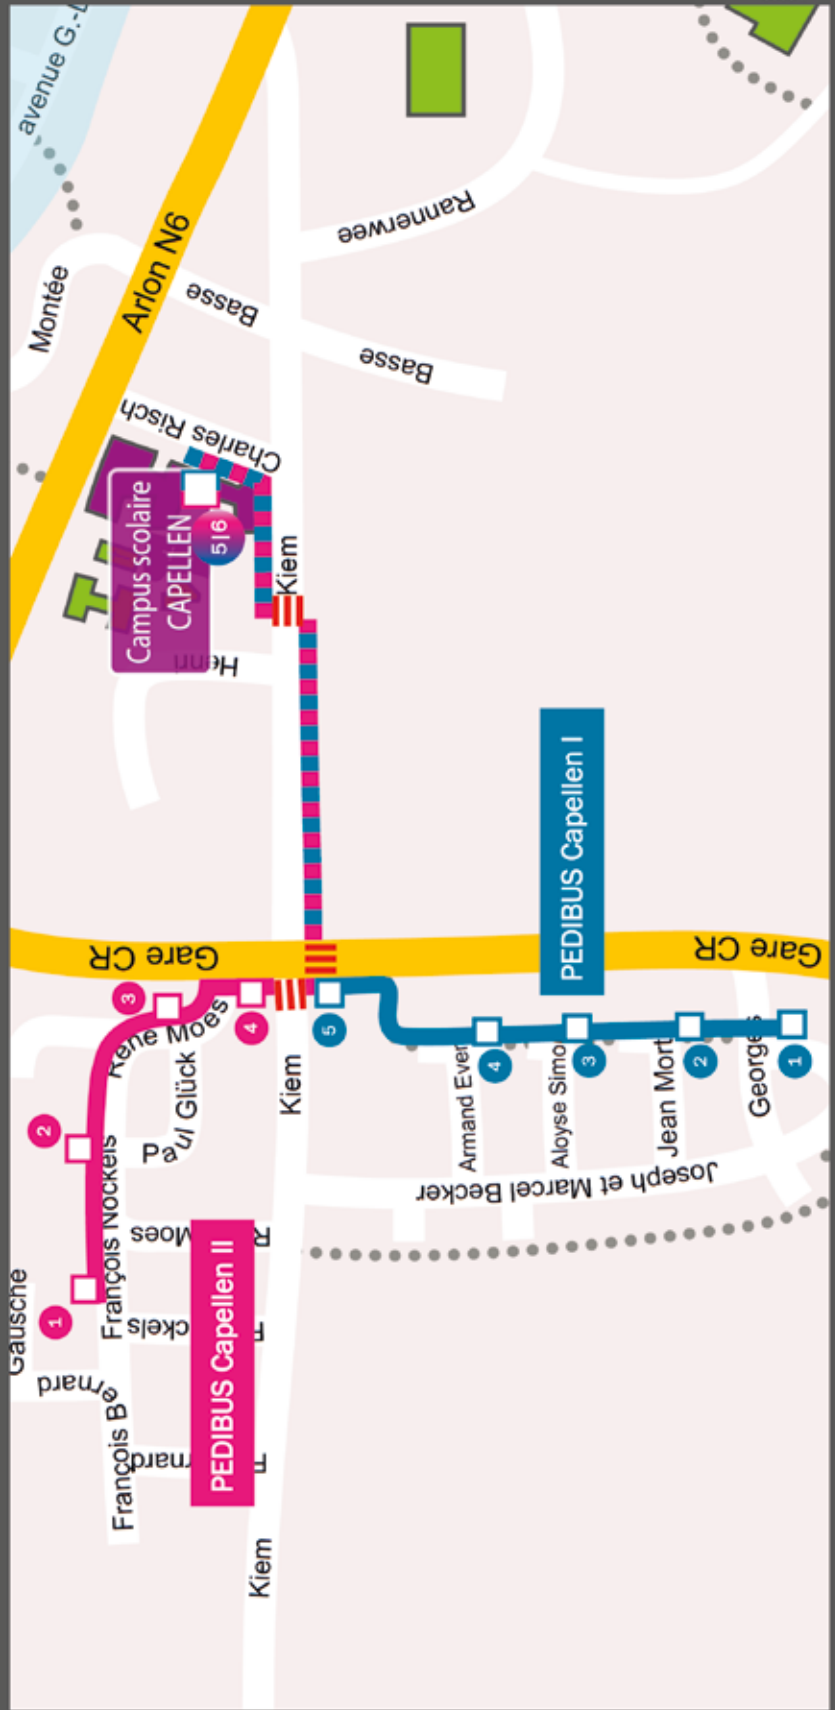 avenue G.-D
Montée
Arlon N6
Basse
Basse
Rannerwee
Charles Risch
Campus scolaire
CAPELLEN
5|6
Kiem
Henri
Gare CR
Gare CR
PEDIBUS Capellen I
1
2
3
4
5
Georges
Jean Mort
Aloyse Simo
Armand Ever
Joseph et Marcel Becker
Kiem
René Moes
Paul Glück
François Nockels
R
Moes
F
ckels
Gausche
ernard
François B
F
rnard
PEDIBUS Capellen II
1
2
3
4
Kiem